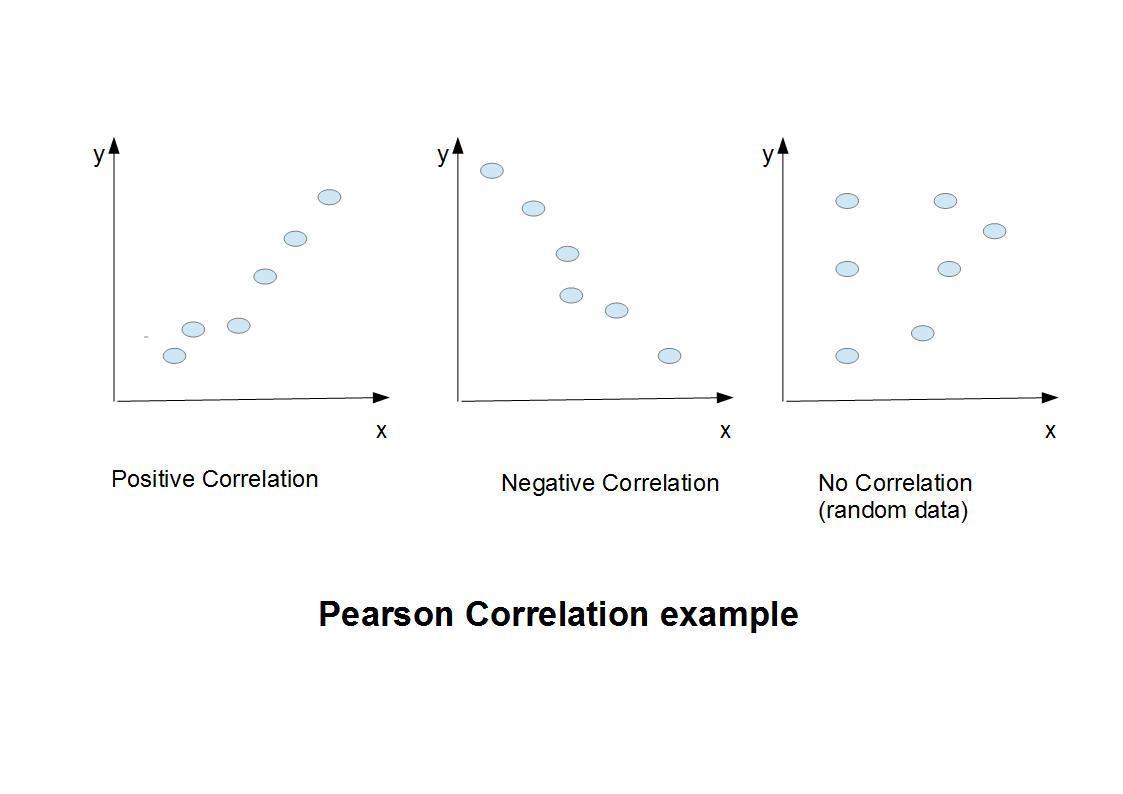 y
y
y
x
x
x
Positive Correlation
Negative Correlation
No Correlation
(random data)
Pearson Correlation example